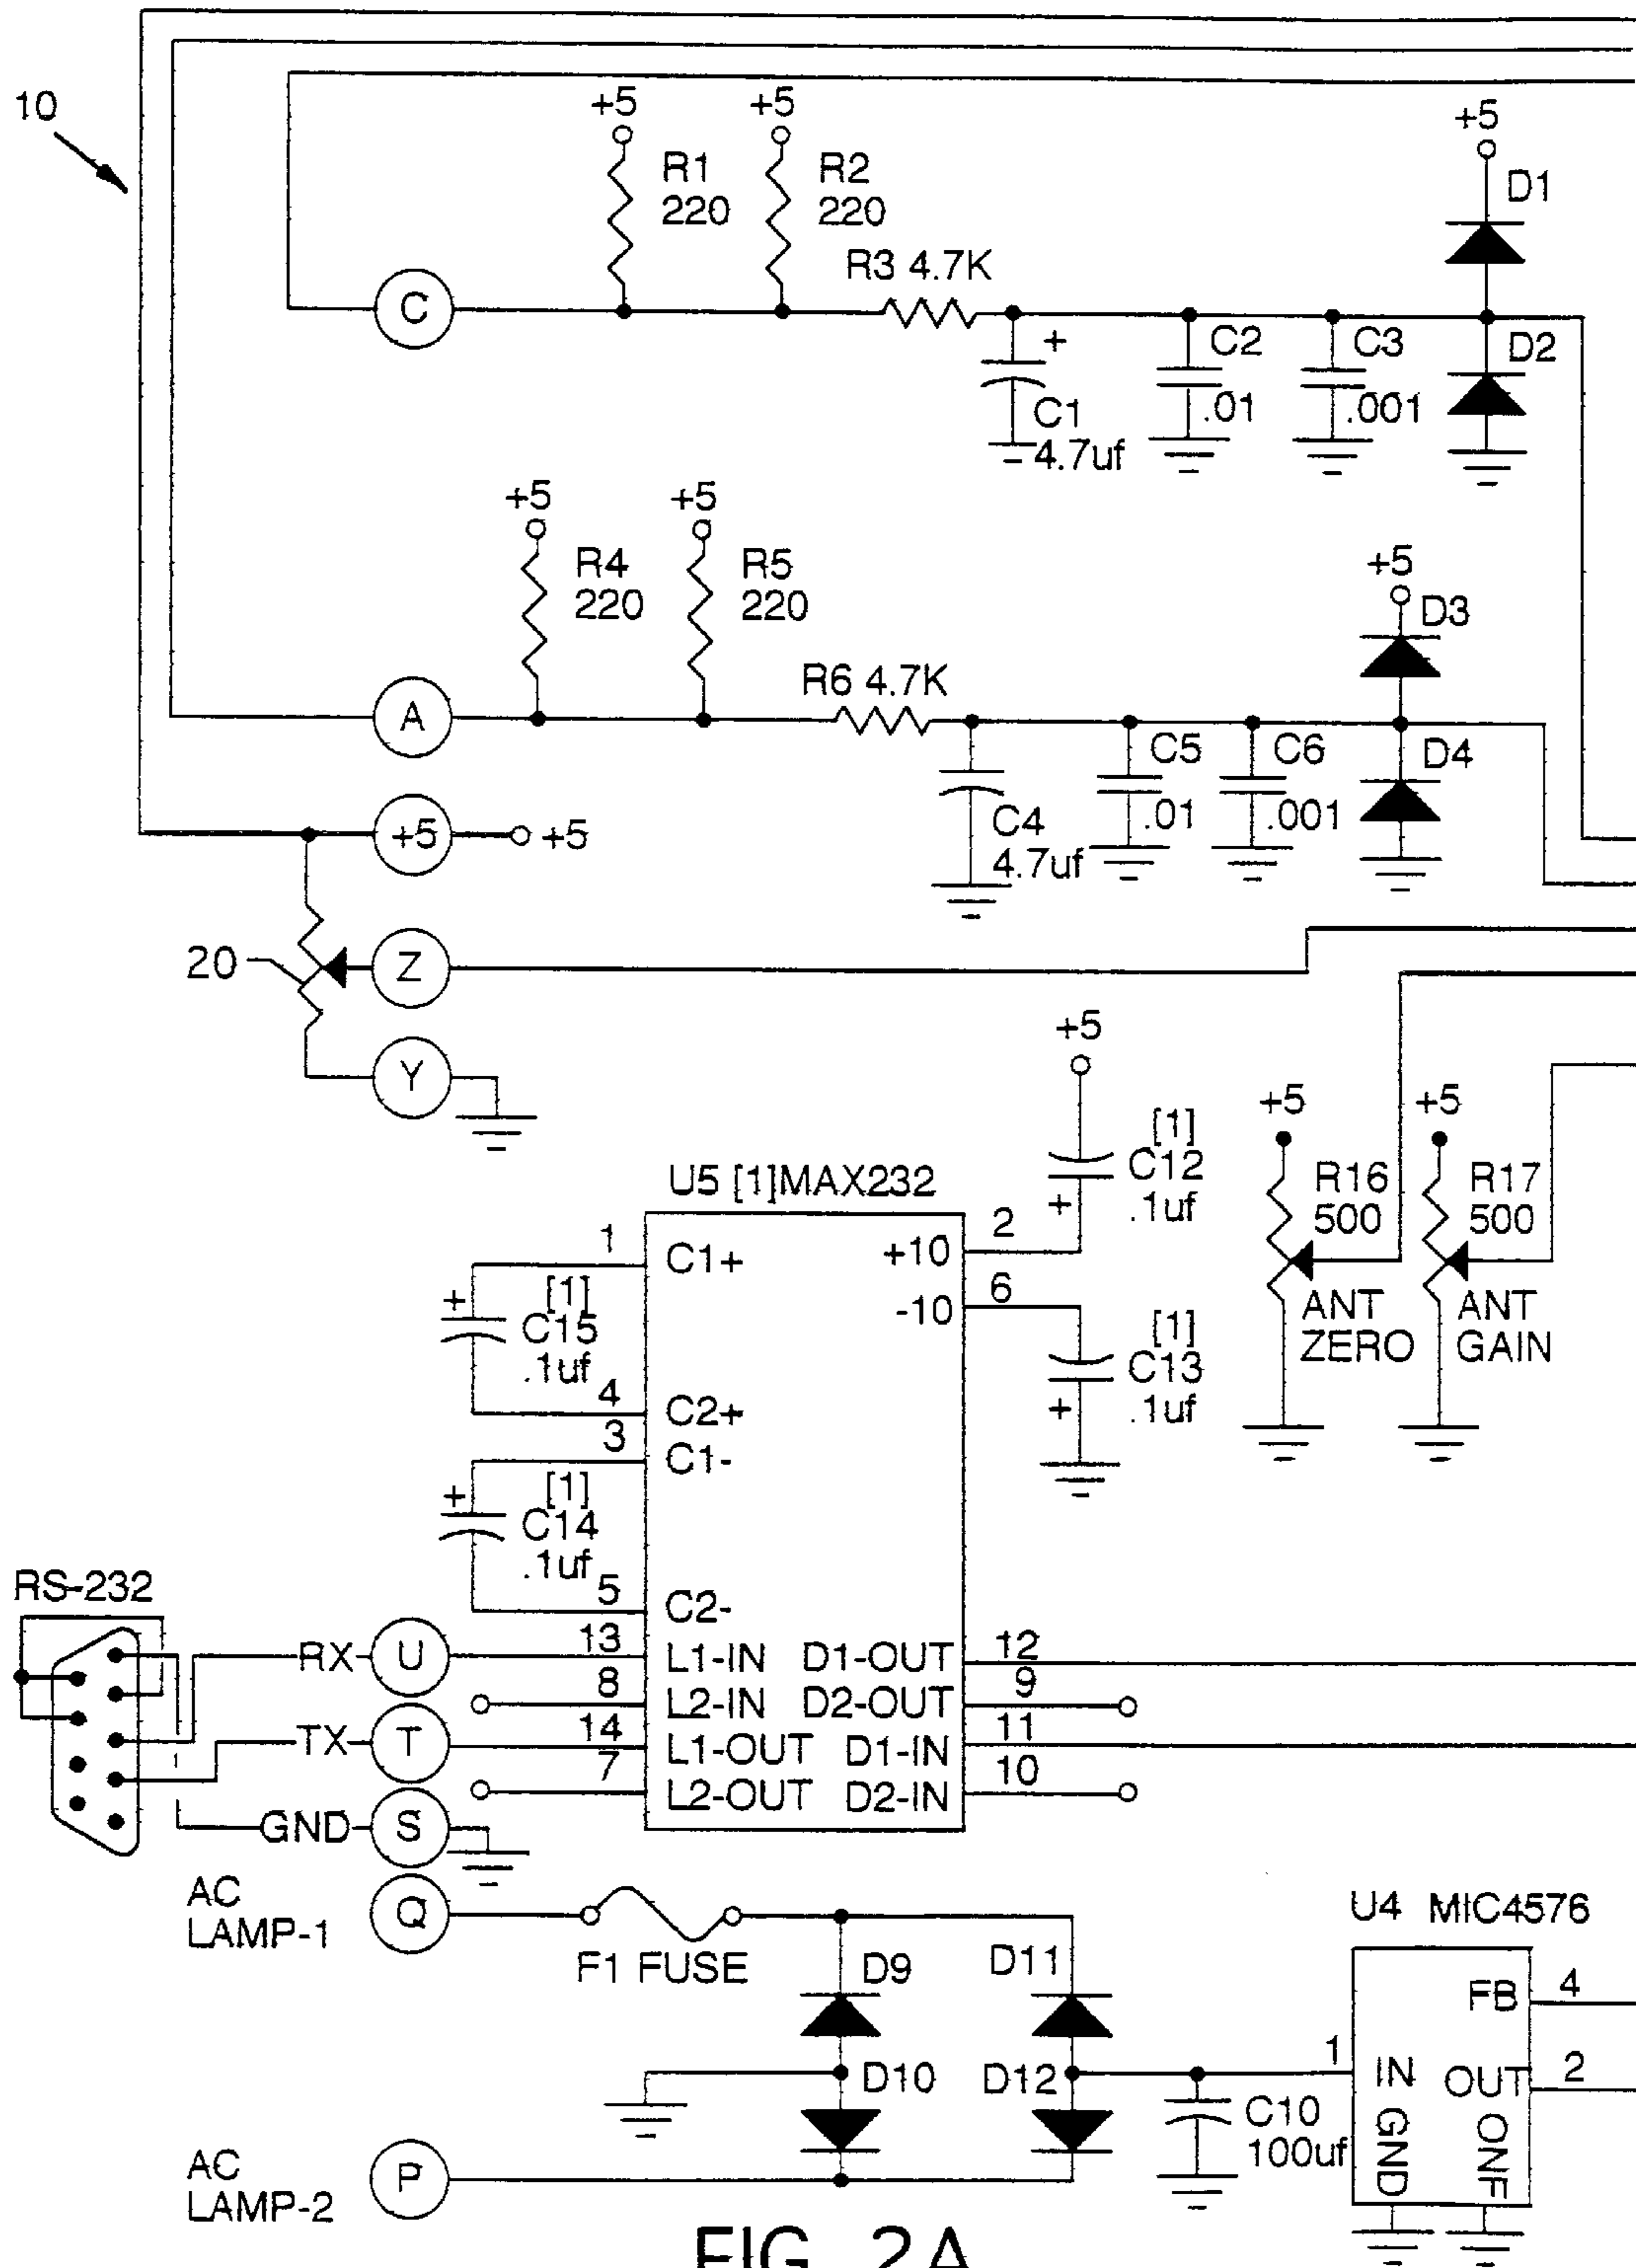 10
+5
+5
+5
R1
220
R2
220
D1
R3 4.7K
C
+
C2
.01
C3
.001
D2
C1
4.7uf
+5
+5
R4
220
R5
220
+5
D3
R6 4.7K
A
C5
.01
C6
.001
D4
C4
4.7uf
+5
+5
20
Z
Y
+5
[1]
C12
.1uf
+
+5
+5
R16
500
R17
500
ANT
ZERO
ANT
GAIN
U5 [1]MAX232
1
C1+
+10
2
-10
6
+
[1]
C15
.1uf
[1]
C13
.1uf
+
4
C2+
3
C1-
+
[1]
C14
.1uf
5
C2-
RS-232
RX
U
13
L1-IN
D1-OUT
12
8
L2-IN
D2-OUT
9
TX
T
14
L1-OUT
D1-IN
11
7
L2-OUT
D2-IN
10
GND
S
AC
LAMP-1
Q
F1 FUSE
D9
D11
D10
D12
U4 MIC4576
FB
4
1
IN
OUT
2
GND
ONF
C10
100uf
AC
LAMP-2
P
FIG. 2A